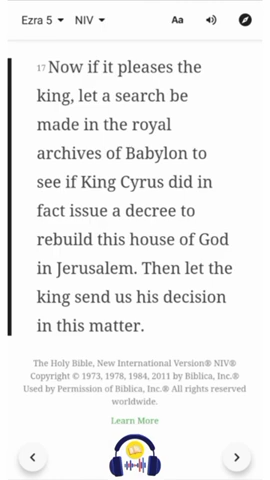 Ezra 5 NIV Aa
17 Now if it pleases the
king, let a search be
made in the royal
archives of Babylon to
see if King Cyrus did in
fact issue a decree to
rebuild this house of God
in Jerusalem. Then let the
king send us his decision
in this matter.
The Holy Bible, New International Version® NIV®
Copyright © 1973, 1978, 1984, 2011 by Biblica, Inc.®
Used by Permission of Biblica, Inc.® All rights reserved
worldwide.
Learn More